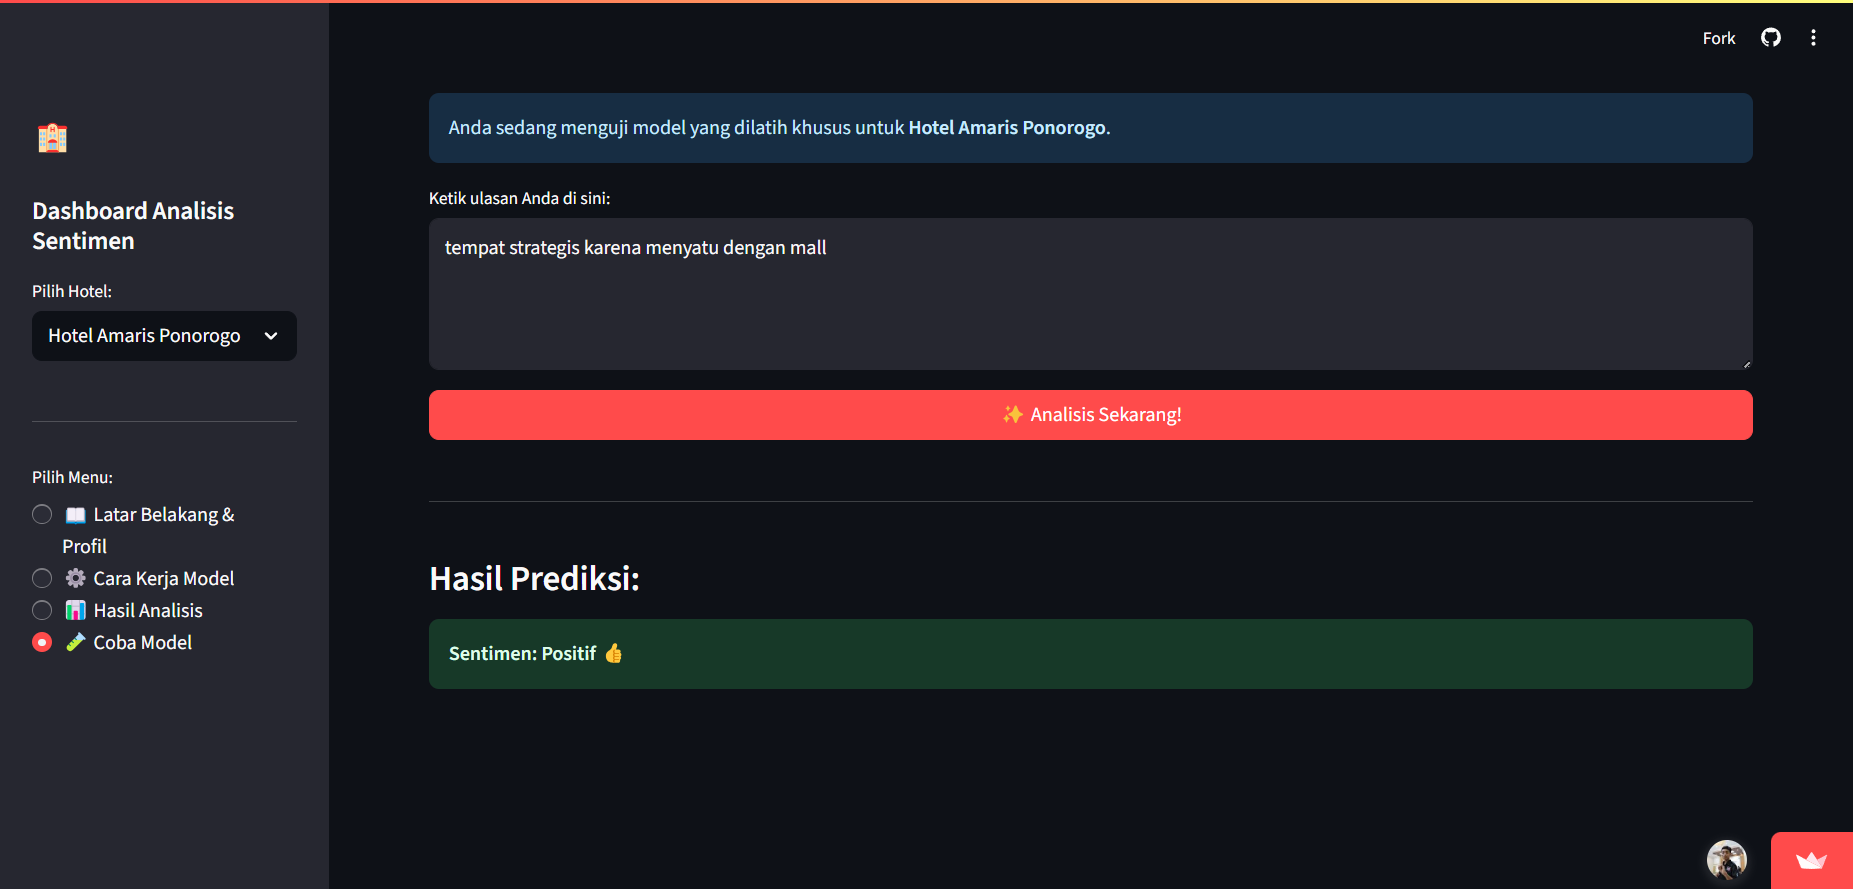 Fork
Dashboard Analisis
Sentimen
Pilih Hotel:
Hotel Amaris Ponorogo
Pilih Menu:
Latar Belakang &
Profil
Cara Kerja Model
Hasil Analisis
Coba Model
Anda sedang menguji model yang dilatih khusus untuk Hotel Amaris Ponorogo.
Ketik ulasan Anda di sini:
tempat strategis karena menyatu dengan mall
✨ Analisis Sekarang!
Hasil Prediksi:
Sentimen: Positif 👍